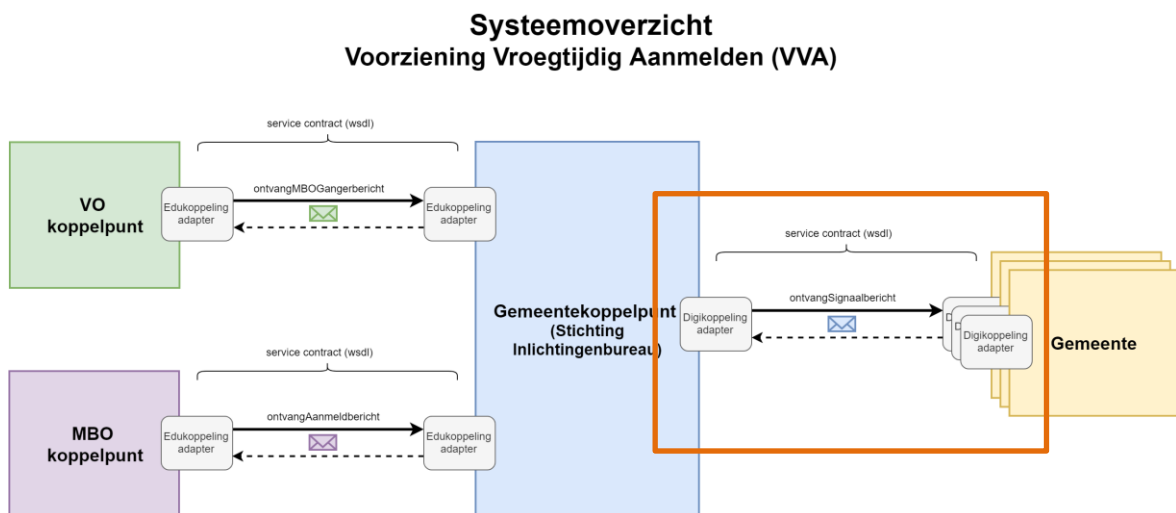 Systeemoverzicht
Voorziening Vroegtijdig Aanmelden (VVA)
service contract (wsdl)
VO
koppelpunt
Edukoppeling
adapter
ontvangMBOGangerbericht
Edukoppeling
adapter
service contract (wsdl)
Gemeentekoppelpunt
(Stichting
Inlichtingenbureau)
Digikoppeling
adapter
ontvangSignaalbericht
D
D
Digikoppeling
adapter
Gemeente
service contract (wsdl)
MBO
koppelpunt
Edukoppeling
adapter
ontvangAanmeldbericht
Edukoppeling
adapter